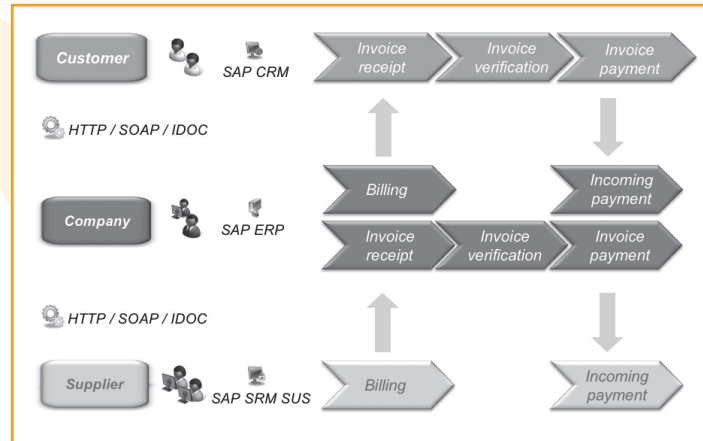 Customer
SAP CRM
Invoice
receipt
Invoice
verification
Invoice
payment
HTTP / SOAP / IDOC
Billing
Incoming
payment
Company
SAP ERP
Invoice
receipt
Invoice
verification
Invoice
payment
HTTP / SOAP / IDOC
Supplier
SAP SRM SUS
Billing
Incoming
payment